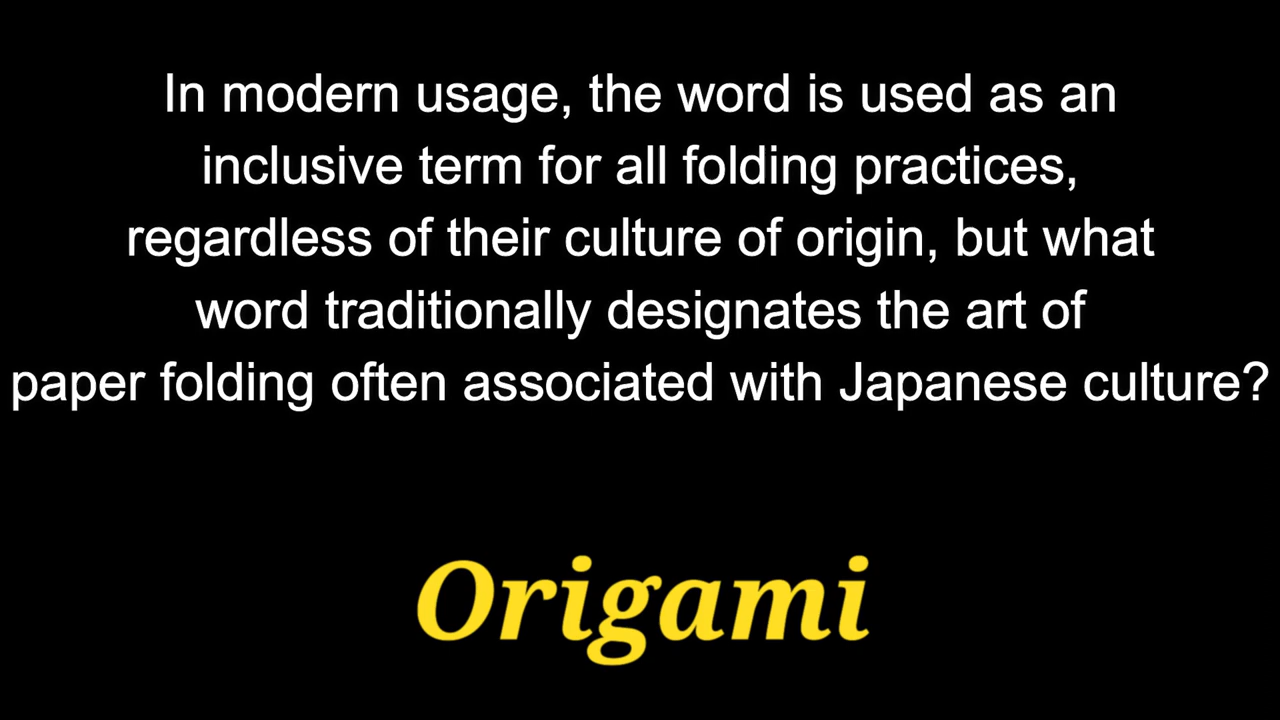 In modern usage, the word is used as an
inclusive term for all folding practices,
regardless of their culture of origin, but what
word traditionally designates the art of
paper folding often associated with Japanese culture?
Origami